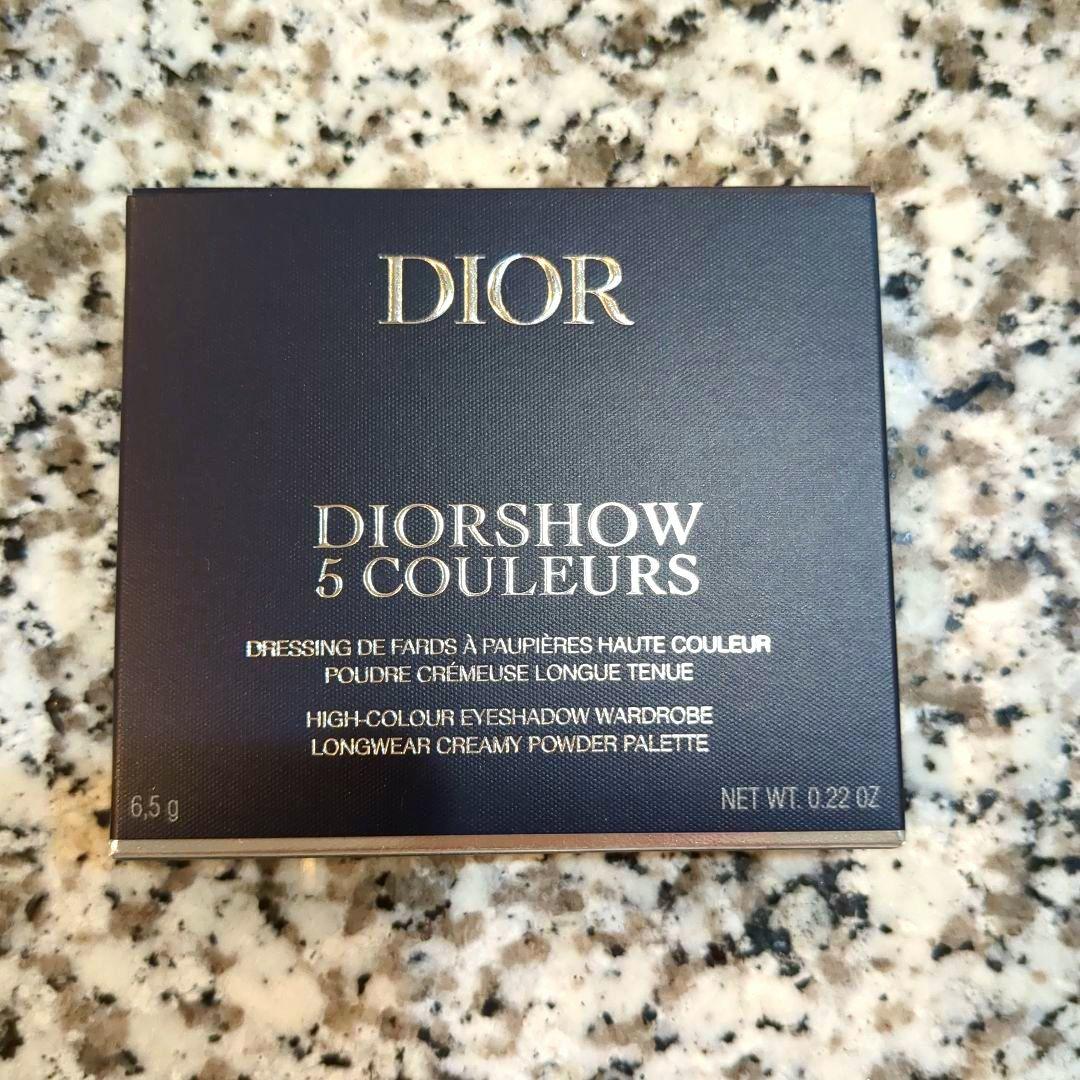 DIOR
DIORSHOW
5 COULEURS
DRESSING DE FARDS À PAUPIÈRES HAUTE COULEUR
POUDRE CRÉMEUSE LONGUE TENUE
HIGH-COLOUR EYESHADOW WARDROBE
LONGWEAR CREAMY POWDER PALETTE
6,5 g
NET WT. 0.22 OZ